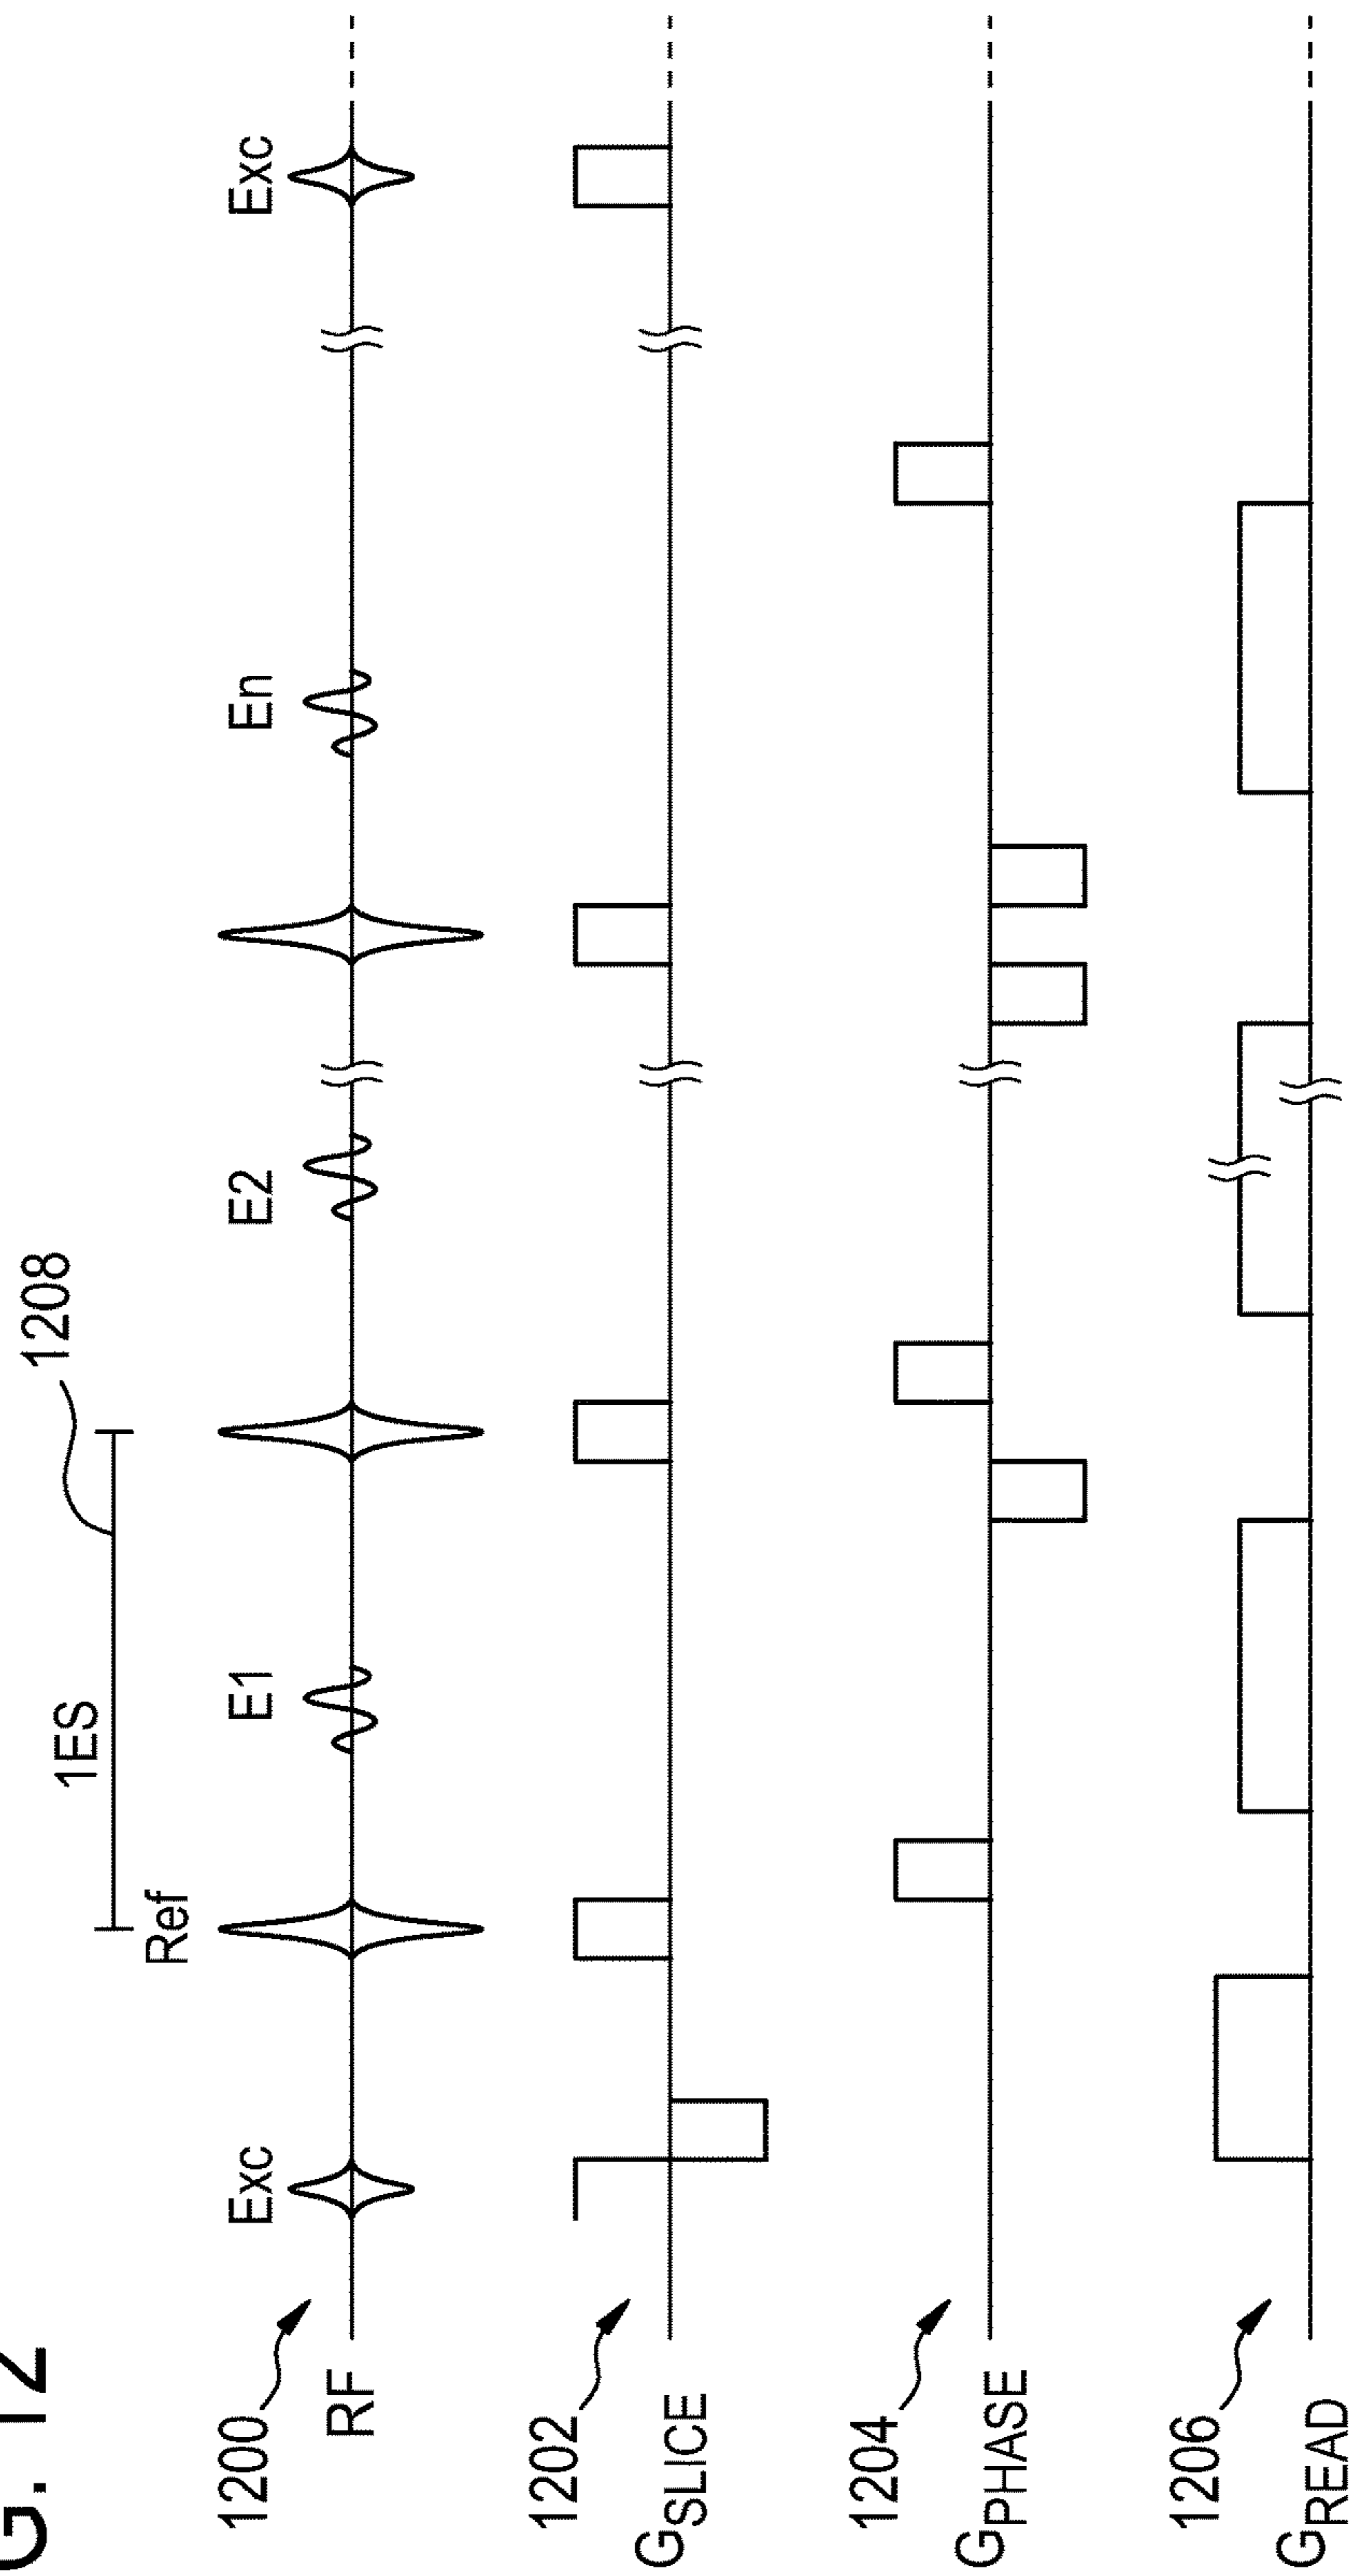 G. 12
1ES
1208
Ref
Exc
E1
E2
En
Exc
1200
RF
1202
GSLICE
1204
GPHASE
1206
GREAD